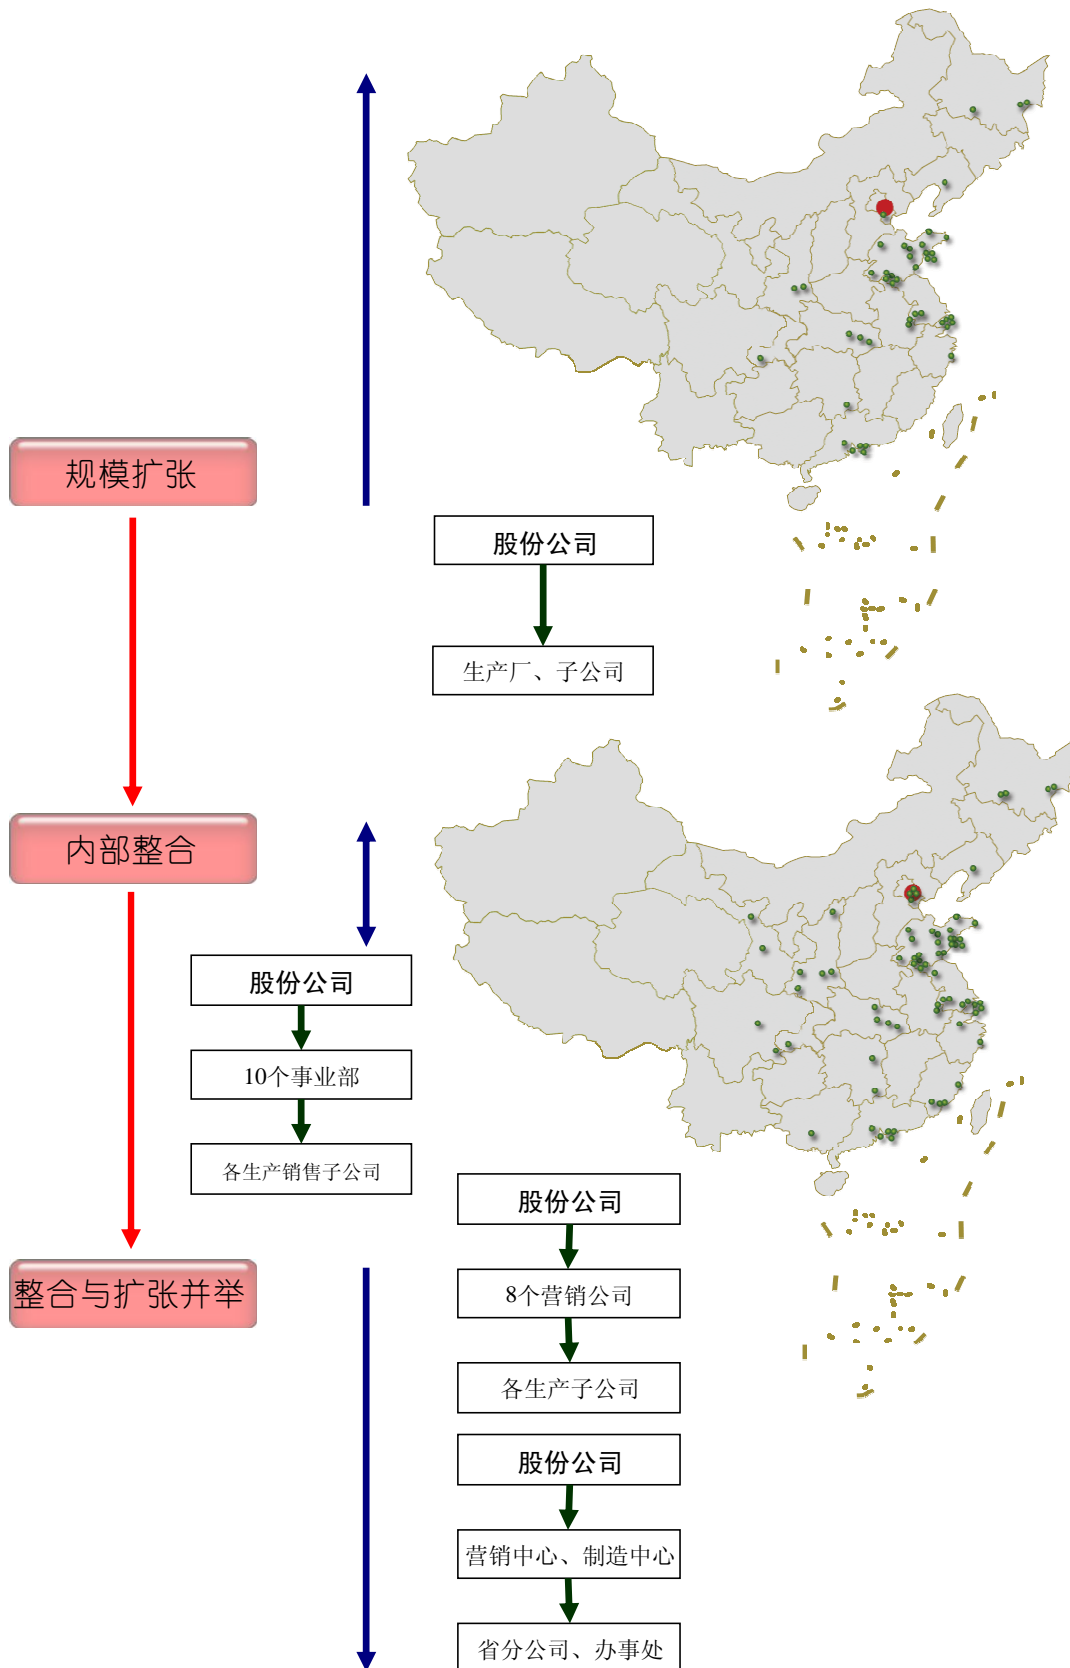 规模扩张
股份公司
生产厂、子公司
内部整合
股份公司
10个事业部
各生产销售子公司
股份公司
8个营销公司
各生产子公司
整合与扩张并举
股份公司
营销中心、制造中心
省分公司、办事处